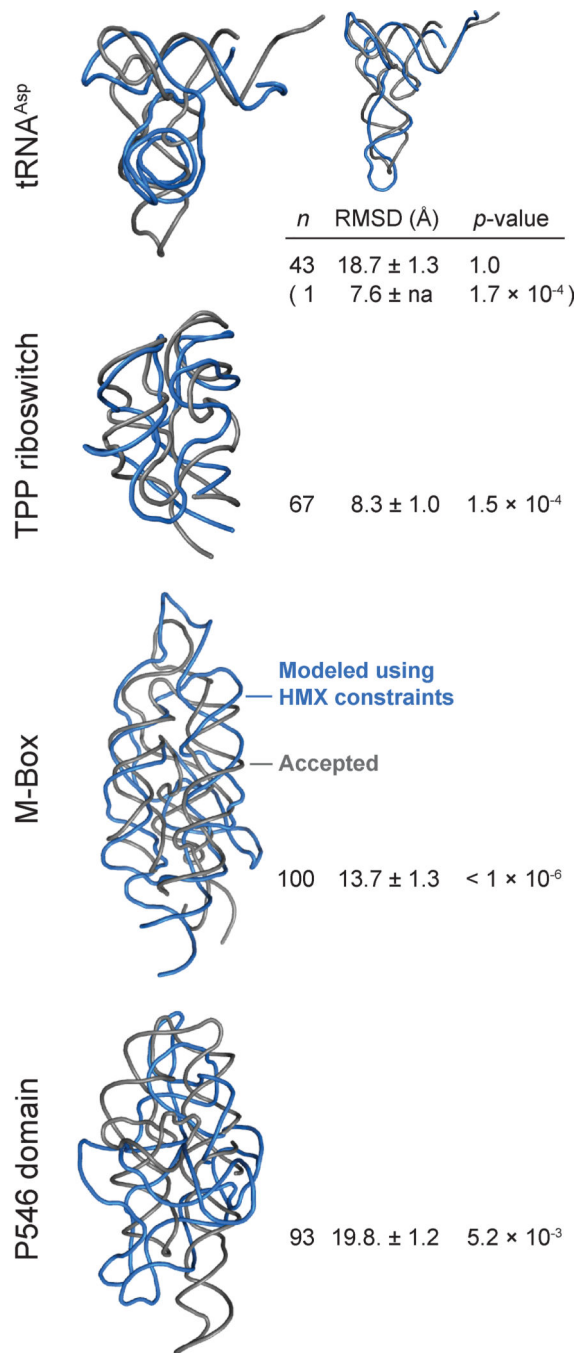 tRNA^Asp
n RMSD (Å) p-value
43 18.7 ± 1.3 1.0
( 1 7.6 ± na 1.7 × 10^-4 )
TPP riboswitch
67 8.3 ± 1.0 1.5 × 10^-4
M-Box
Modeled using
HMX constraints
Accepted
100 13.7 ± 1.3 < 1 × 10^-6
P546 domain
93 19.8. ± 1.2 5.2 × 10^-3